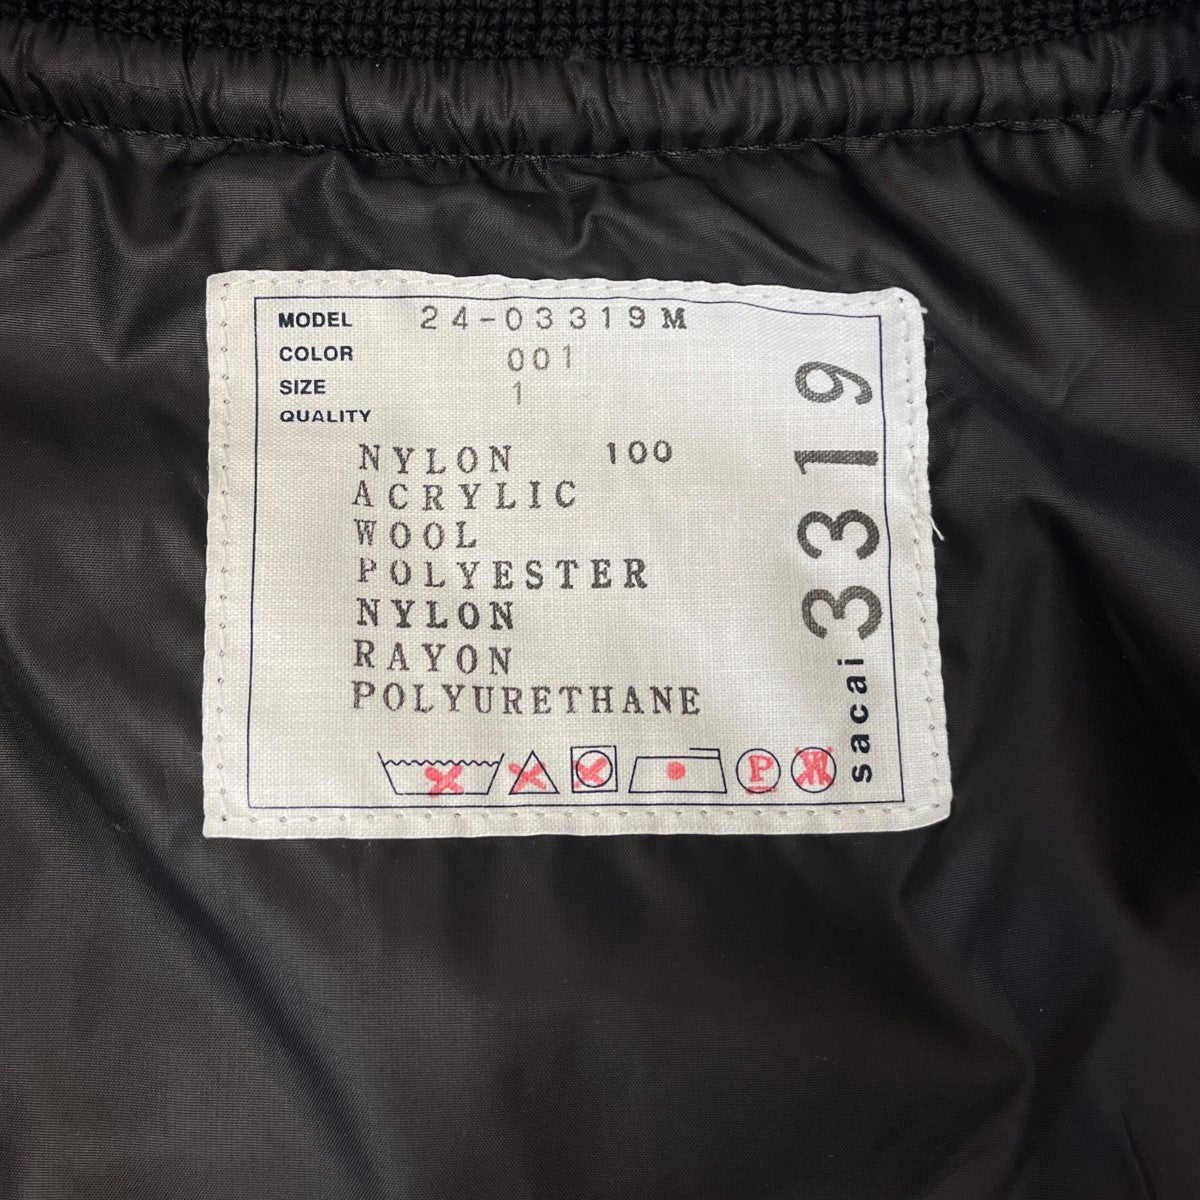 MODEL 24-03319M
COLOR 001
SIZE 1
QUALITY
NYLON 100
ACRYLIC
WOOL
POLYESTER
NYLON
RAYON
POLYURETHANE
P W
sacai 3319